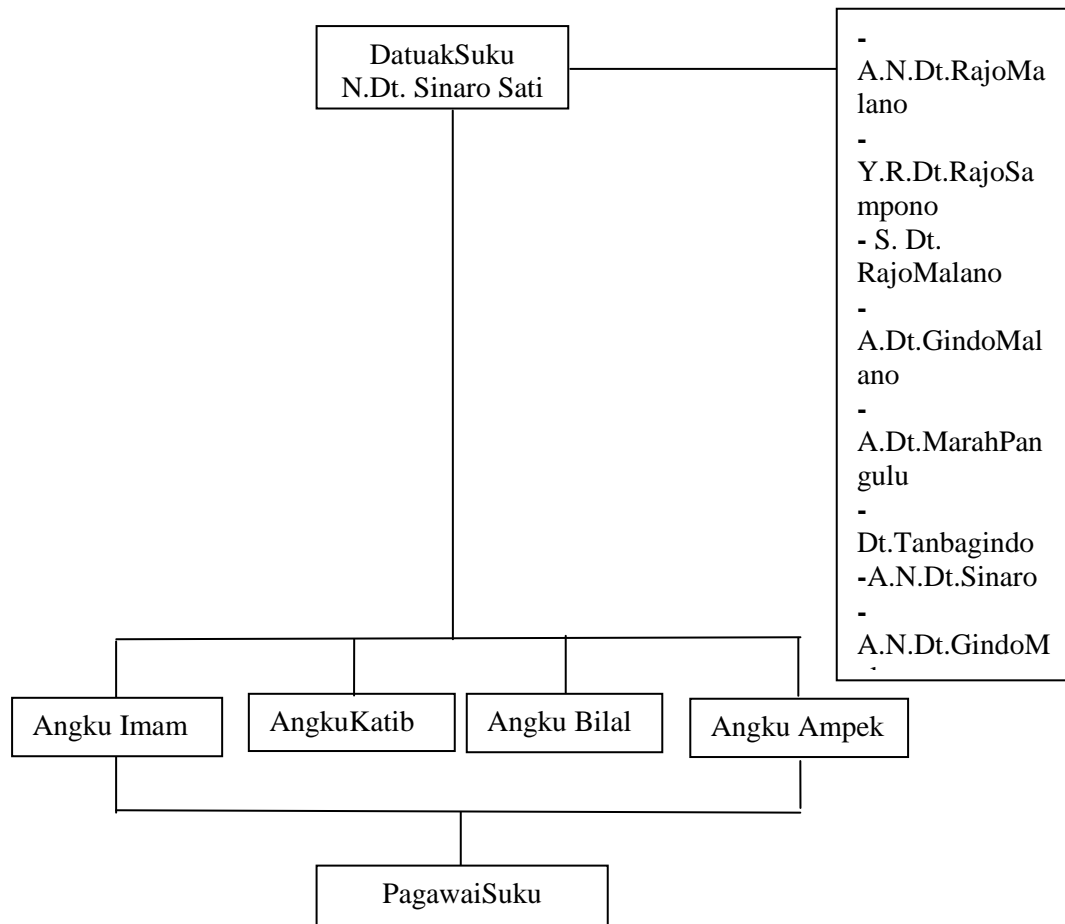 DatuakSuku
N.Dt. Sinaro Sati
-
A.N.Dt.RajoMa
lano
-
Y.R.Dt.RajoSa
mpono
- S. Dt.
RajoMalano
-
A.Dt.GindoMal
ano
-
A.Dt.MarahPan
gulu
-
Dt.Tanbagindo
-A.N.Dt.Sinaro
-
A.N.Dt.GindoM
Angku Imam
AngkuKatib
Angku Bilal
Angku Ampek
PagawaiSuku